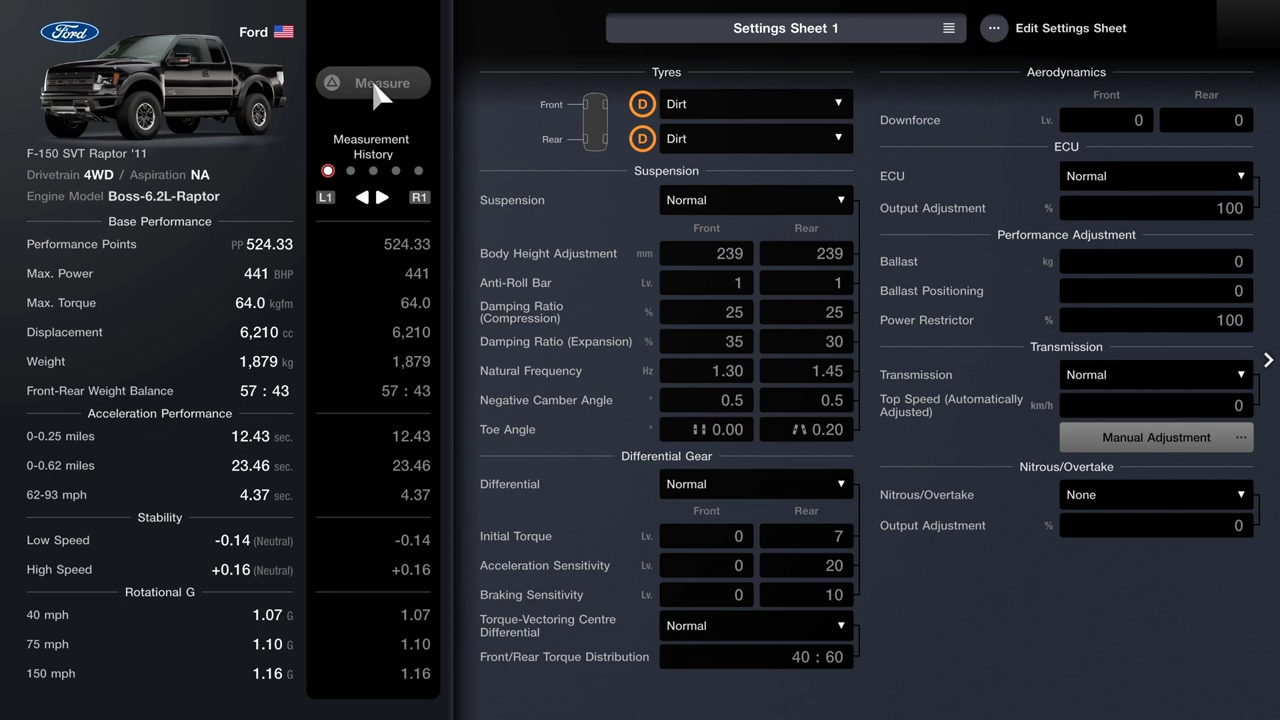 Ford
Ford
F-150 SVT Raptor '11
Drivetrain 4WD / Aspiration NA
Engine Model Boss-6.2L-Raptor
Base Performance
Performance Points PP 524.33
Max. Power 441 BHP
Max. Torque 64.0 kgfm
Displacement 6,210 cc
Weight 1,879 kg
Front-Rear Weight Balance 57 : 43
Acceleration Performance
0-0.25 miles 12.43 sec.
0-0.62 miles 23.46 sec.
62-93 mph 4.37 sec.
Stability
Low Speed -0.14 (Neutral)
High Speed +0.16 (Neutral)
Rotational G
40 mph 1.07 G
75 mph 1.10 G
150 mph 1.16 G
Measure
Measurement
History
L1 R1
524.33
441
64.0
6,210
1,879
57 : 43
12.43
23.46
4.37
-0.14
+0.16
1.07
1.10
1.16
Settings Sheet 1
Edit Settings Sheet
Tyres
Front D Dirt
Rear D Dirt
Suspension
Suspension Normal
Front Rear
Body Height Adjustment mm 239 239
Anti-Roll Bar Lv. 1 1
Damping Ratio
(Compression) % 25 25
Damping Ratio (Expansion) % 35 30
Natural Frequency Hz 1.30 1.45
Negative Camber Angle ° 0.5 0.5
Toe Angle ° 0.00 0.20
Differential Gear
Differential Normal
Front Rear
Initial Torque Lv. 0 7
Acceleration Sensitivity Lv. 0 20
Braking Sensitivity Lv. 0 10
Torque-Vectoring Centre
Differential Normal
Front/Rear Torque Distribution 40 : 60
Aerodynamics
Front Rear
Downforce Lv. 0 0
ECU
ECU Normal
Output Adjustment % 100
Performance Adjustment
Ballast kg 0
Ballast Positioning 0
Power Restrictor % 100
Transmission
Transmission Normal
Top Speed (Automatically
Adjusted) km/h 0
Manual Adjustment
Nitrous/Overtake
Nitrous/Overtake None
Output Adjustment % 0